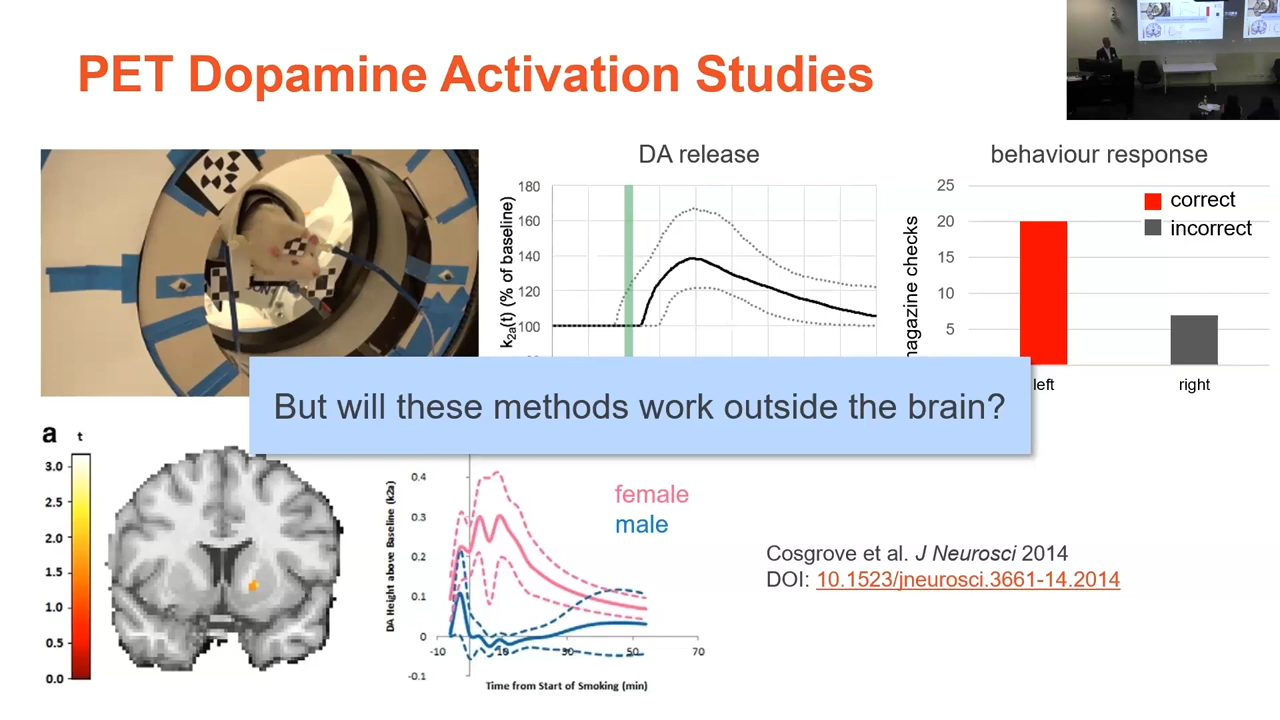 PET Dopamine Activation Studies
DA release
k2a(t) (% of baseline)
180
160
140
120
100
behaviour response
magazine checks
25
20
15
10
5
correct
incorrect
left
right
But will these methods work outside the brain?
a
t
3.0
2.5
2.0
1.5
1.0
0.5
0.0
DA Height above Baseline (k2a)
0.4
0.3
0.2
0.1
0
-0.1
-10
10
30
50
70
Time from Start of Smoking (min)
female
male
Cosgrove et al. J Neurosci 2014
DOI: 10.1523/jneurosci.3661-14.2014